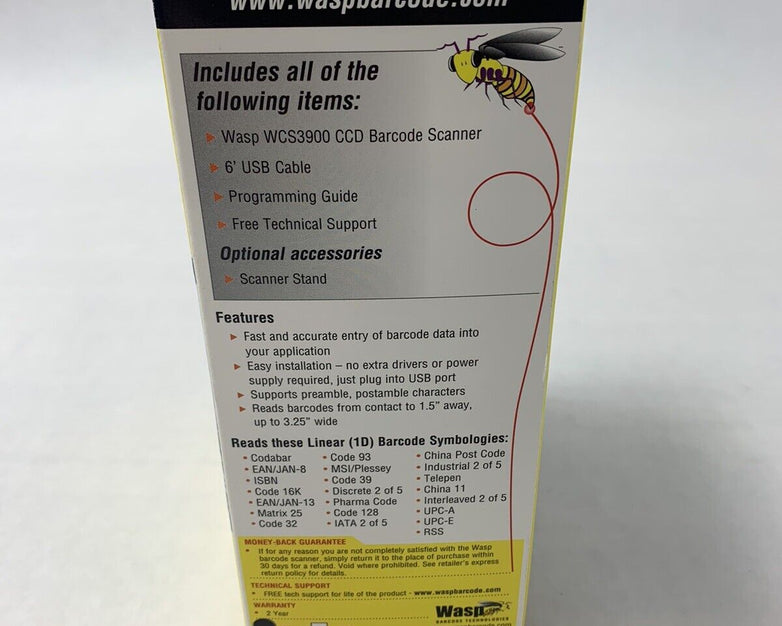 www.waspbarcode.com
Includes all of the
following items:
Wasp WCS3900 CCD Barcode Scanner
6' USB Cable
Programming Guide
Free Technical Support
Optional accessories
Scanner Stand
Features
Fast and accurate entry of barcode data into
your application
Easy installation – no extra drivers or power
supply required, just plug into USB port
Supports preamble, postamble characters
Reads barcodes from contact to 1.5” away,
up to 3.25” wide
Reads these Linear (1D) Barcode Symbologies:
• Codabar
• EAN/JAN-8
• ISBN
• Code 16K
• EAN/JAN-13
• Matrix 25
• Code 32
• Code 93
• MSI/Plessey
• Code 39
• Discrete 2 of 5
• Pharma Code
• Code 128
• IATA 2 of 5
• China Post Code
• Industrial 2 of 5
• Telepen
• China 11
• Interleaved 2 of 5
• UPC-A
• UPC-E
• RSS
MONEY-BACK GUARANTEE
• If for any reason you are not completely satisfied with the Wasp
barcode scanner, simply return it to the place of purchase within
30 days for a refund. Void where prohibited. See retailer's express
return policy for details.
TECHNICAL SUPPORT
• FREE tech support for life of the product - www.waspbarcode.com
WARRANTY
• 2 Year
Wasp
BARCODE TECHNOLOGIES